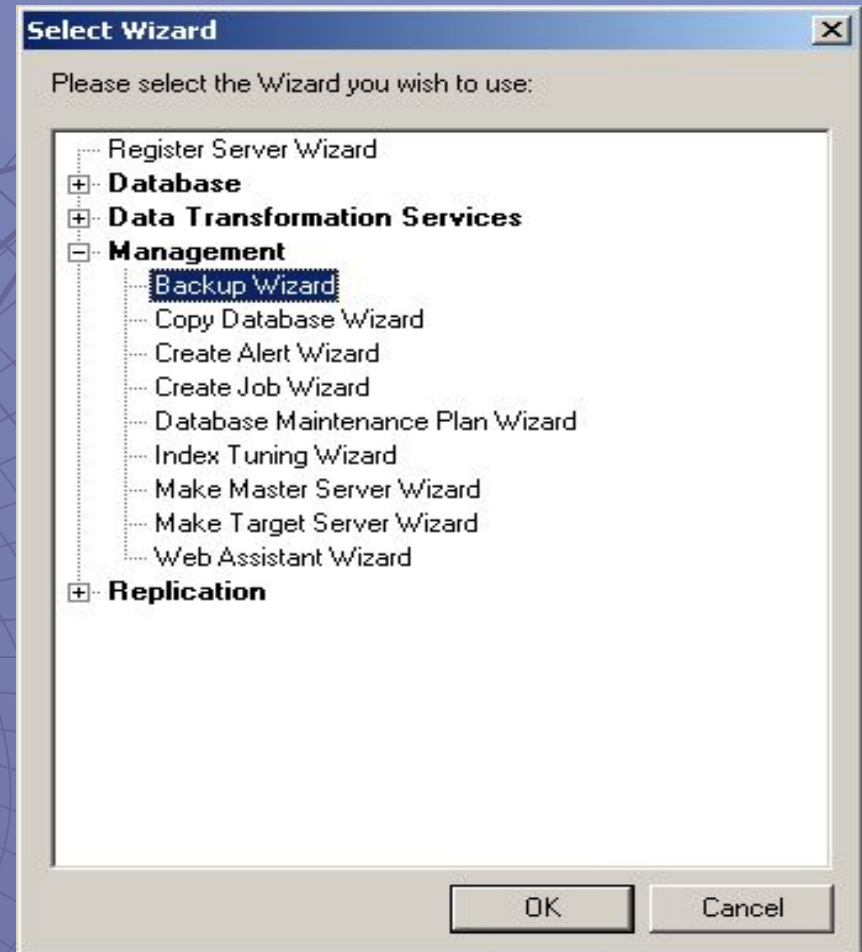 Select Wizard
Please select the Wizard you wish to use:
Register Server Wizard
Database
Data Transformation Services
Management
Backup Wizard
Copy Database Wizard
Create Alert Wizard
Create Job Wizard
Database Maintenance Plan Wizard
Index Tuning Wizard
Make Master Server Wizard
Make Target Server Wizard
Web Assistant Wizard
Replication
OK
Cancel